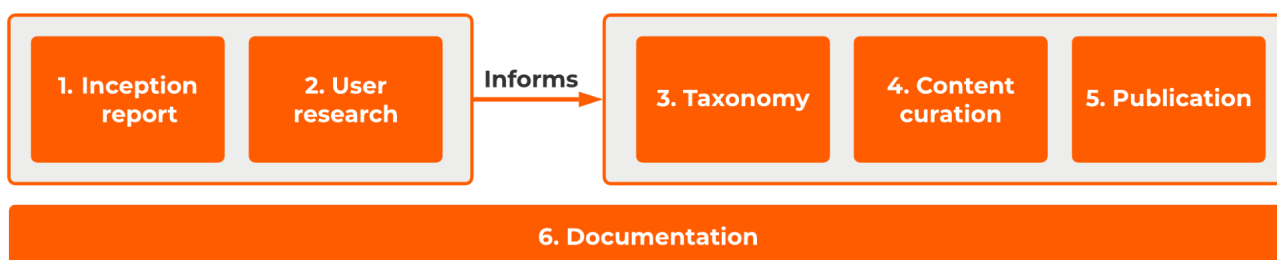 1. Inception
report
2. User
research
Informs
3. Taxonomy
4. Content
curation
5. Publication
6. Documentation